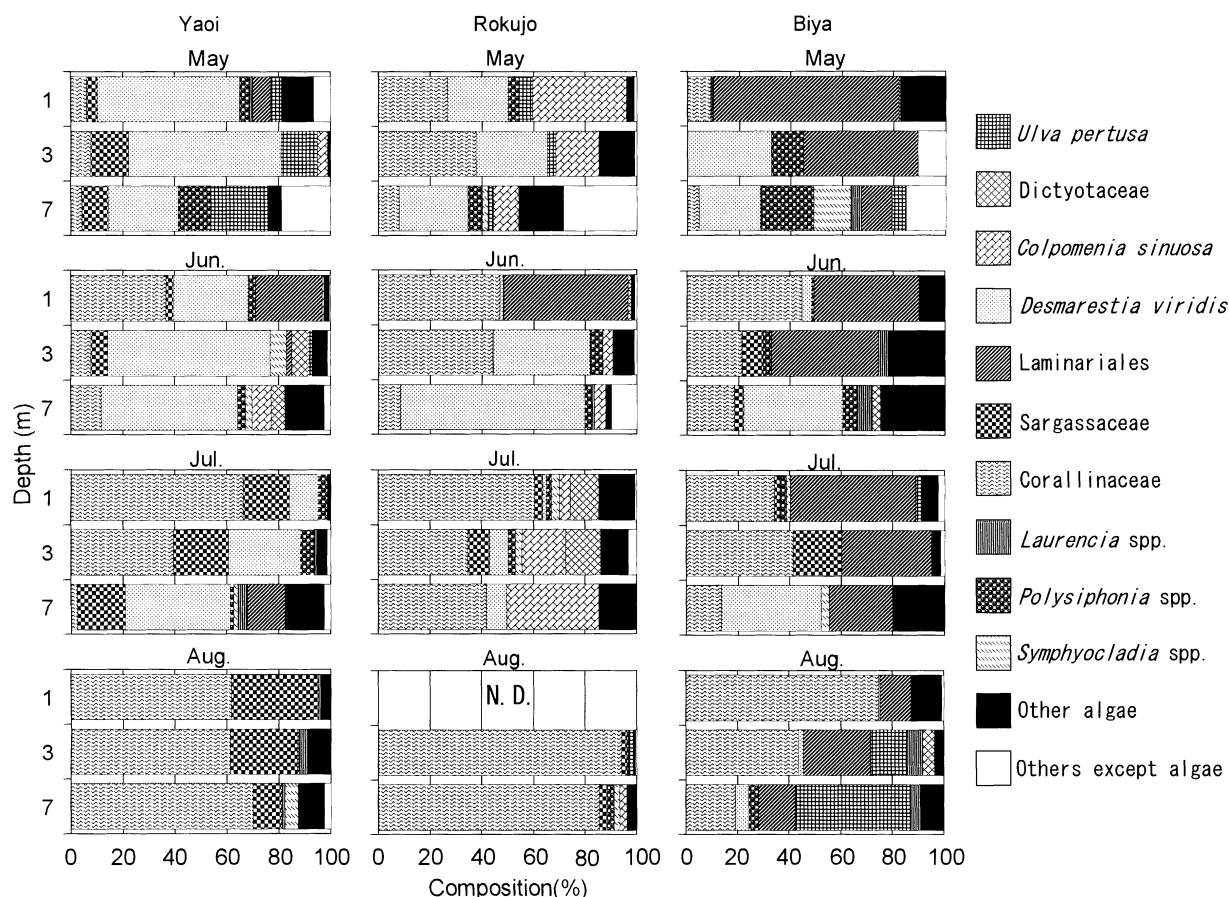 Yaoi Rokujo Biya
May May May
1
3
7
Jun. Jun. Jun.
1
3
7
Jul. Jul. Jul.
1
3
7
Aug. Aug. Aug.
1 N. D.
3
7
0 20 40 60 80 100 0 20 40 60 80 100 0 20 40 60 80 100
Composition(%)
Depth (m)
Ulva pertusa
Dictyotaceae
Colpomenia sinuosa
Desmarestia viridis
Laminariales
Sargassaceae
Corallinaceae
Laurencia spp.
Polysiphonia spp.
Symphyocladia spp.
Other algae
Others except algae